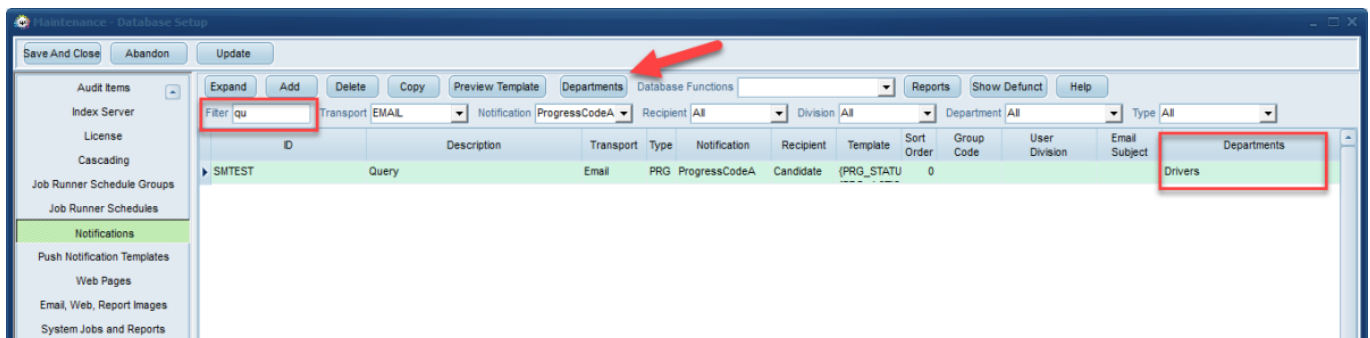 Maintenance - Database Setup
Save And Close Abandon Update
Audit Items
Index Server
License
Cascading
Job Runner Schedule Groups
Job Runner Schedules
Notifications
Push Notification Templates
Web Pages
Email, Web, Report Images
System Jobs and Reports
Expand Add Delete Copy Preview Template Departments Database Functions Reports Show Defunct Help
Filter qu Transport EMAIL Notification ProgressCodeA Recipient All Division All Department All Type All
ID Description Transport Type Notification Recipient Template Sort Order Group Code User Division Email Subject Departments
SMTEST Query Email PRG ProgressCodeA Candidate {PRG_STATU 0 Drivers